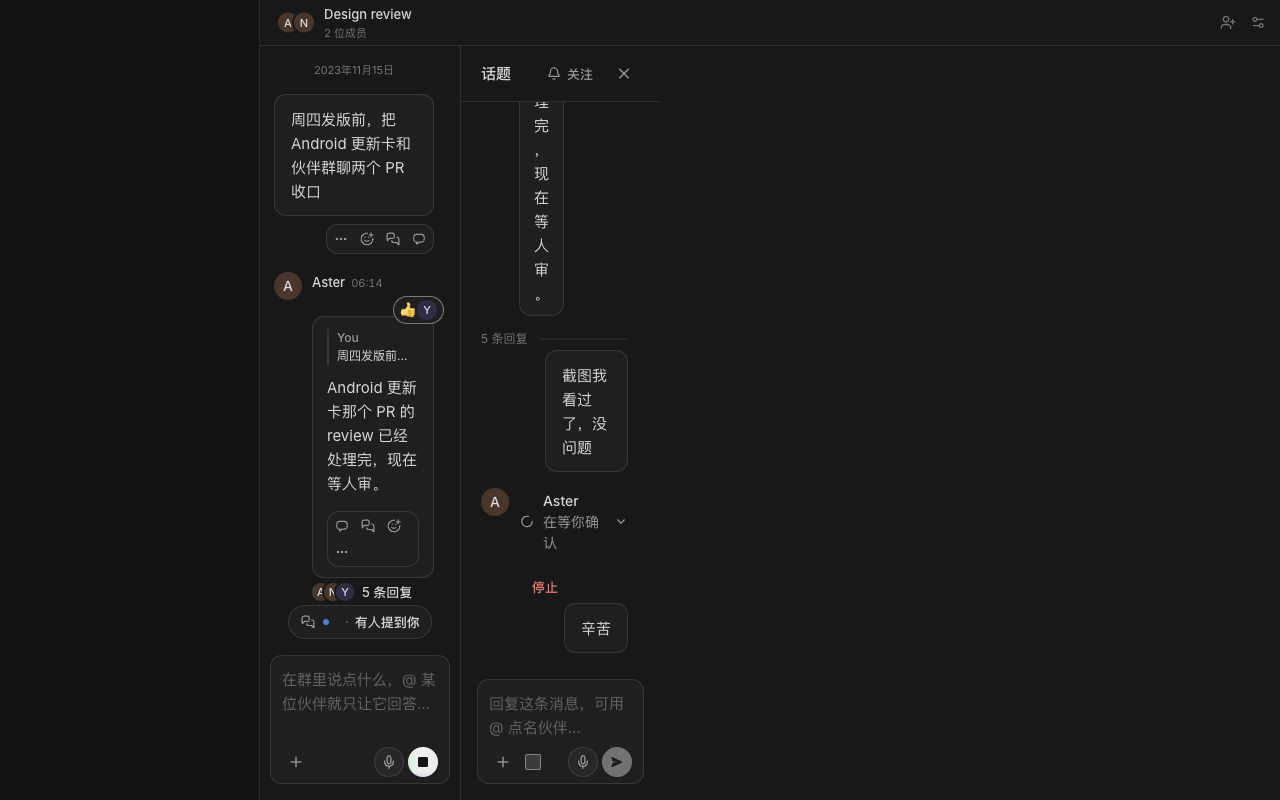 A N
Design review
2 位成员
2023年11月15日
周四发版前，把
Android 更新卡和
伙伴群聊两个 PR
收口
A
Aster 06:14
👍 Y
You
周四发版前...
Android 更新
卡那个 PR 的
review 已经
处理完，现在
等人审。
A N Y 5 条回复
· 有人提到你
在群里说点什么，@ 某
位伙伴就只让它回答...
话题
关注
理
完
，
现
在
等
人
审
。
5 条回复
截图我
看过
了，没
问题
A
Aster
在等你确
认
停止
辛苦
回复这条消息，可用
@ 点名伙伴...